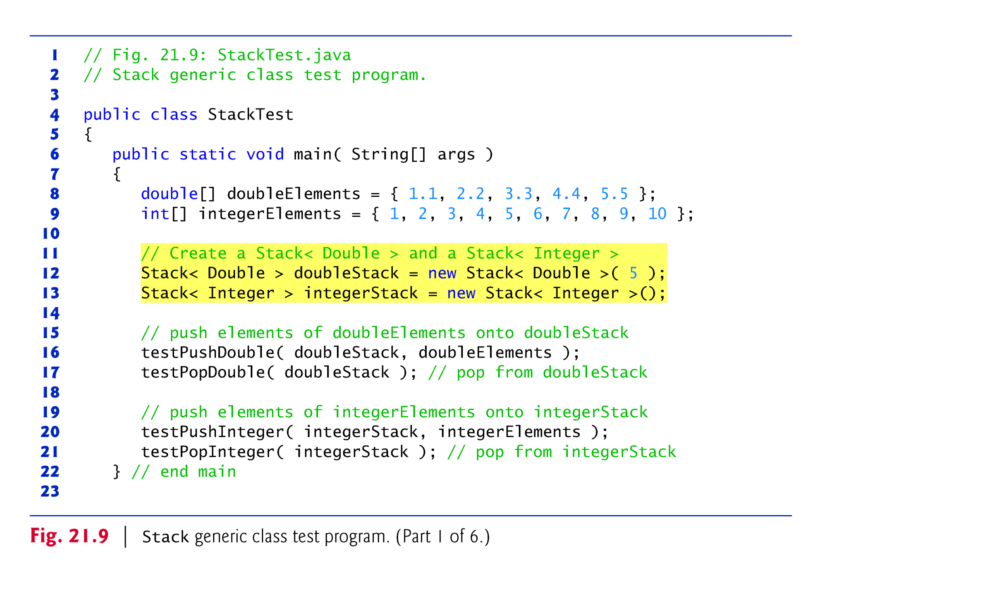 1 // Fig. 21.9: StackTest.java
2 // Stack generic class test program.
3
4 public class StackTest
5 {
6    public static void main( String[] args )
7    {
8       double[] doubleElements = { 1.1, 2.2, 3.3, 4.4, 5.5 };
9       int[] integerElements = { 1, 2, 3, 4, 5, 6, 7, 8, 9, 10 };
10
11       // Create a Stack< Double > and a Stack< Integer >
12       Stack< Double > doubleStack = new Stack< Double >( 5 );
13       Stack< Integer > integerStack = new Stack< Integer >();
14
15       // push elements of doubleElements onto doubleStack
16       testPushDouble( doubleStack, doubleElements );
17       testPopDouble( doubleStack ); // pop from doubleStack
18
19       // push elements of integerElements onto integerStack
20       testPushInteger( integerStack, integerElements );
21       testPopInteger( integerStack ); // pop from integerStack
22    } // end main
23
Fig. 21.9 | Stack generic class test program. (Part 1 of 6.)